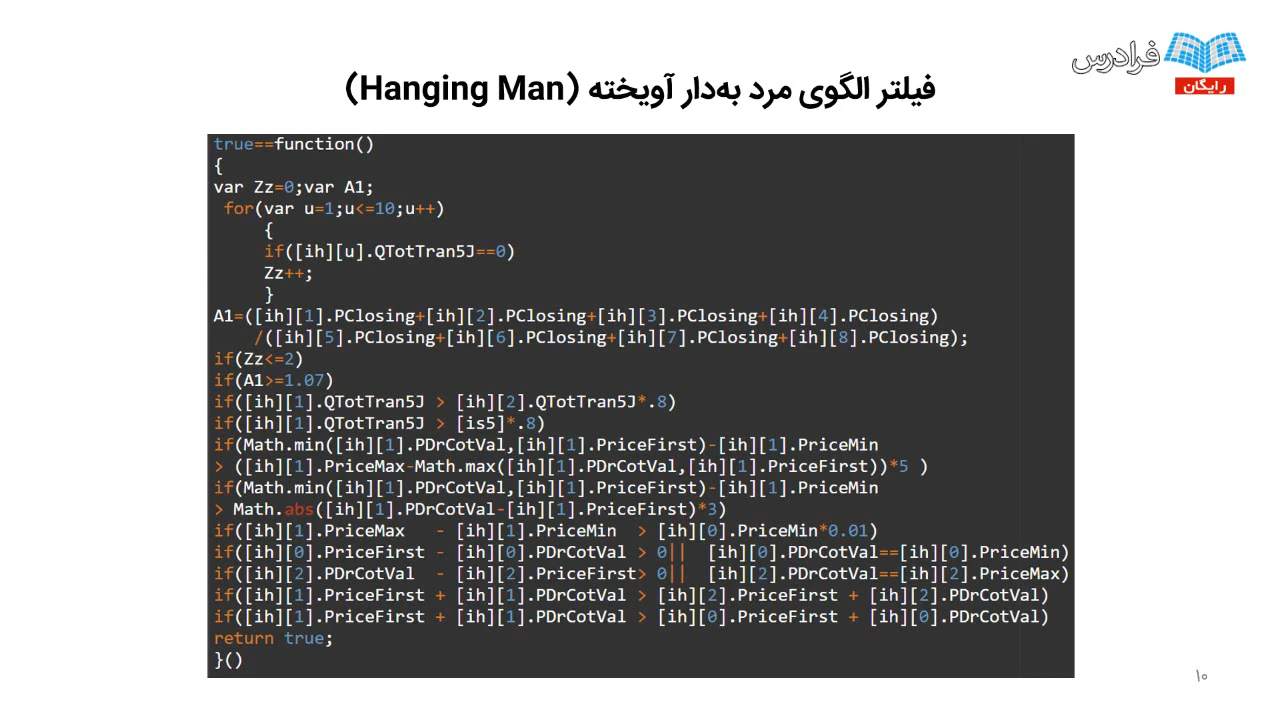 فرادرس
رایگان
فیلتر الگوی مرد به‌دار آویخته (Hanging Man)
true==function()
{
var Zz=0;var A1;
for(var u=1;u<=10;u++)
{
if([ih][u].QTotTran5J==0)
Zz++;
}
A1=([ih][1].PClosing+[ih][2].PClosing+[ih][3].PClosing+[ih][4].PClosing)
/([ih][5].PClosing+[ih][6].PClosing+[ih][7].PClosing+[ih][8].PClosing);
if(Zz<=2)
if(A1>=1.07)
if([ih][1].QTotTran5J > [ih][2].QTotTran5J*.8)
if([ih][1].QTotTran5J > [is5]*.8)
if(Math.min([ih][1].PDrCotVal,[ih][1].PriceFirst)-[ih][1].PriceMin
> ([ih][1].PriceMax-Math.max([ih][1].PDrCotVal,[ih][1].PriceFirst))*5 )
if(Math.min([ih][1].PDrCotVal,[ih][1].PriceFirst)-[ih][1].PriceMin
> Math.abs([ih][1].PDrCotVal-[ih][1].PriceFirst)*3)
if([ih][1].PriceMax - [ih][1].PriceMin > [ih][0].PriceMin*0.01)
if([ih][0].PriceFirst - [ih][0].PDrCotVal > 0|| [ih][0].PDrCotVal==[ih][0].PriceMin)
if([ih][2].PDrCotVal - [ih][2].PriceFirst> 0|| [ih][2].PDrCotVal==[ih][2].PriceMax)
if([ih][1].PriceFirst + [ih][1].PDrCotVal > [ih][2].PriceFirst + [ih][2].PDrCotVal)
if([ih][1].PriceFirst + [ih][1].PDrCotVal > [ih][0].PriceFirst + [ih][0].PDrCotVal)
return true;
}()
۱۰